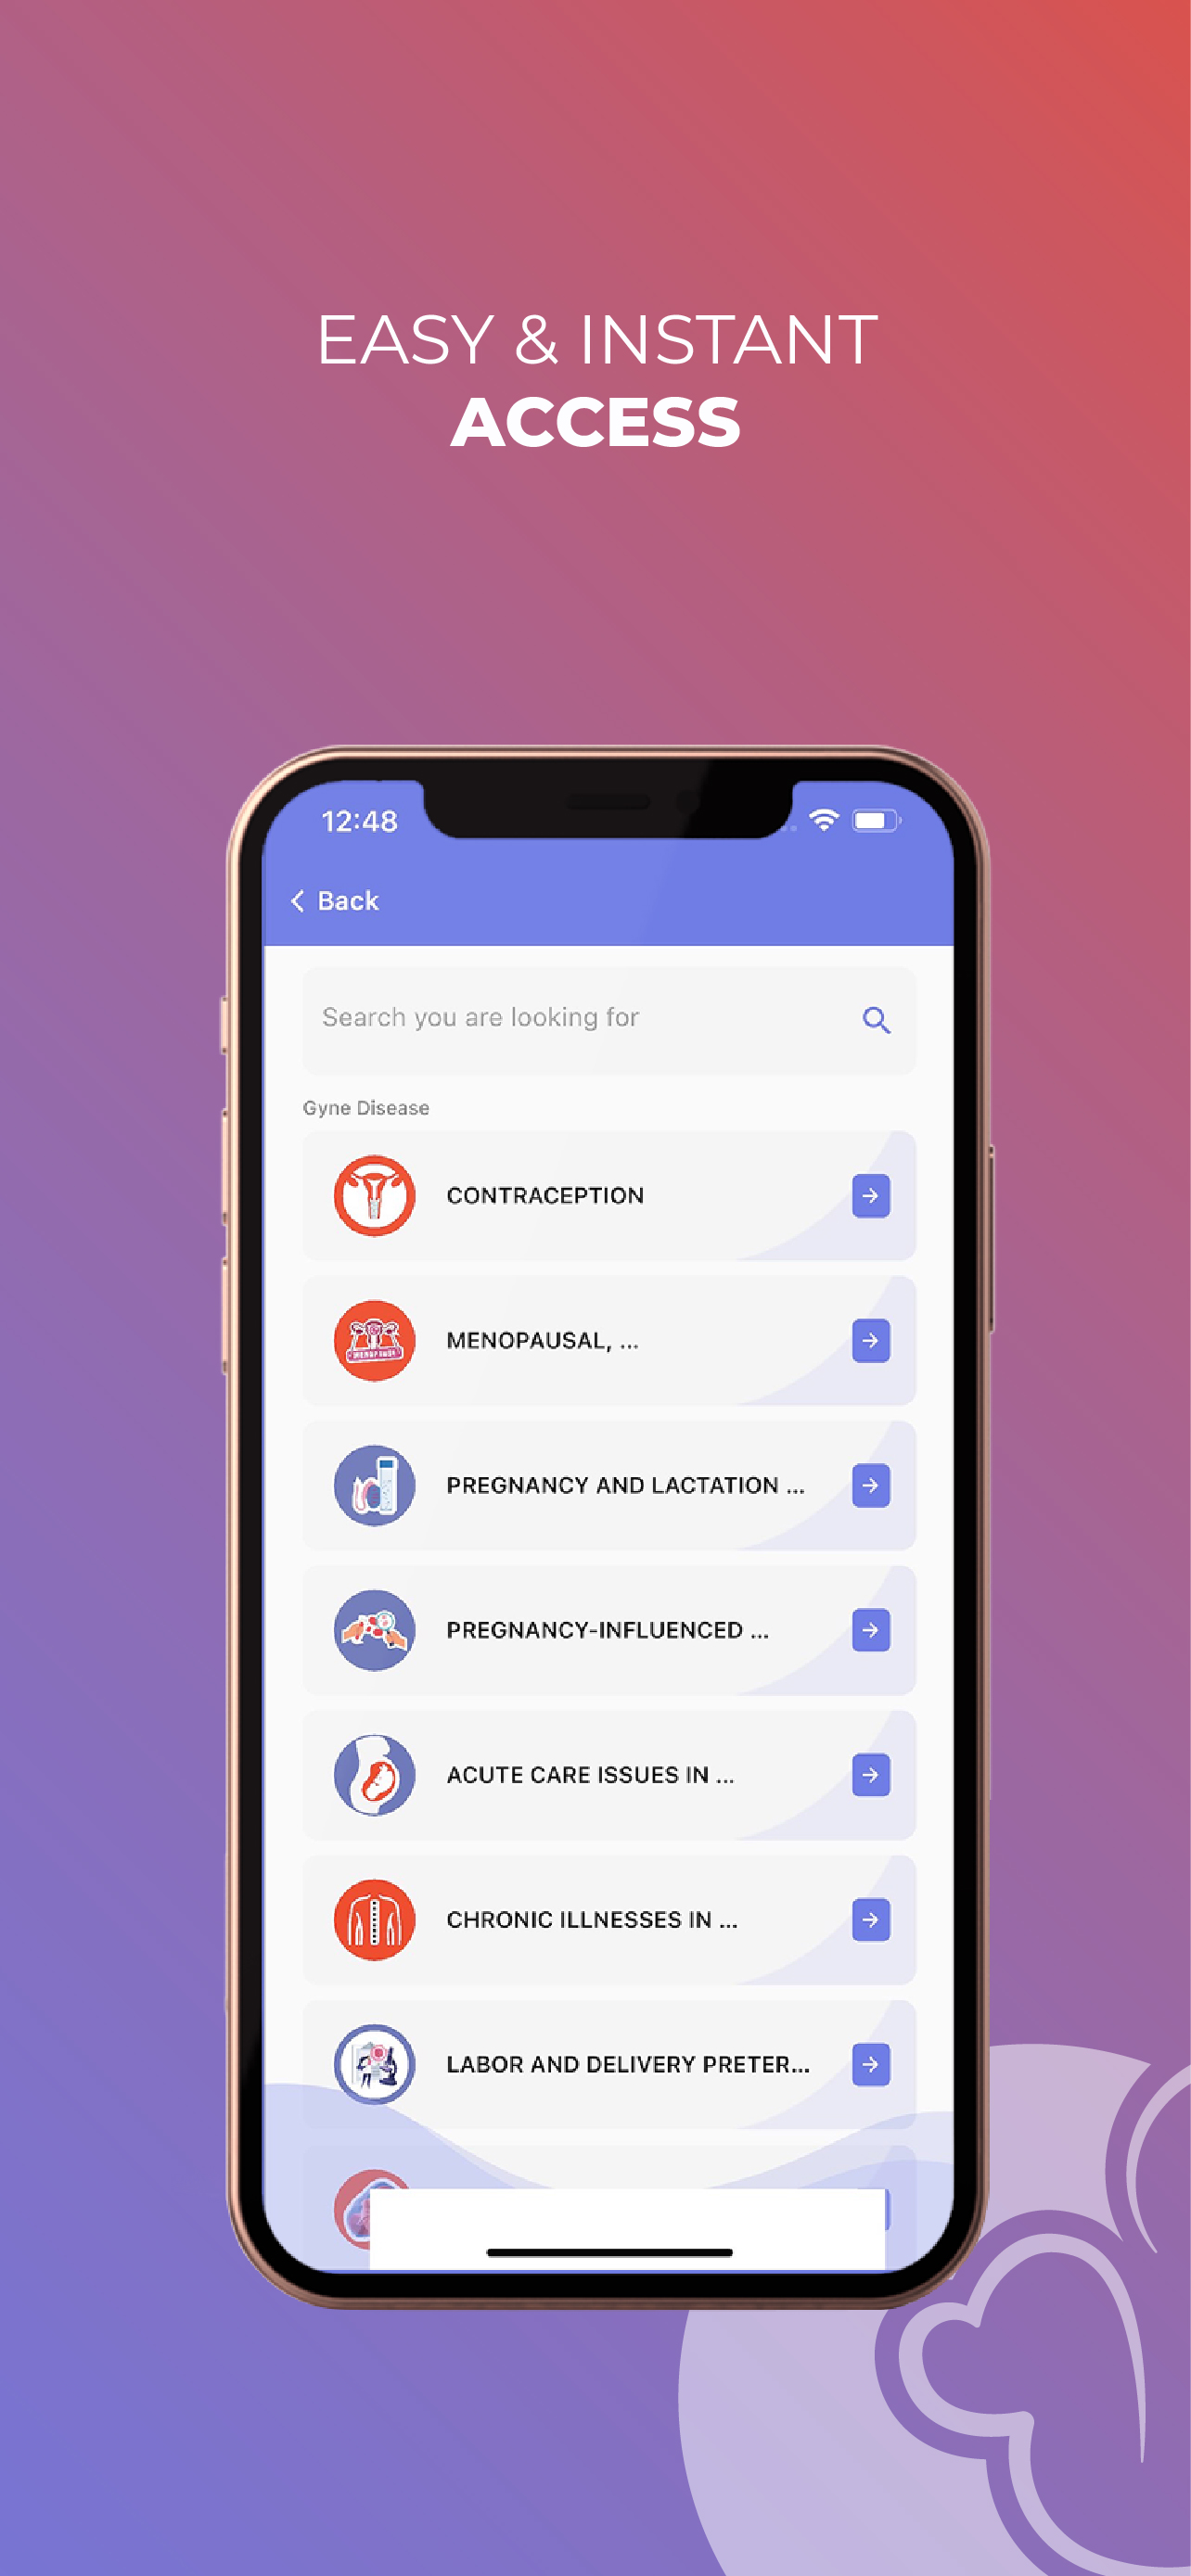 EASY & INSTANT
ACCESS
12:48
Back
Search you are looking for
Gyne Disease
CONTRACEPTION
MENOPAUSAL, ...
PREGNANCY AND LACTATION ...
PREGNANCY-INFLUENCED ...
ACUTE CARE ISSUES IN ...
CHRONIC ILLNESSES IN ...
LABOR AND DELIVERY PRETER...